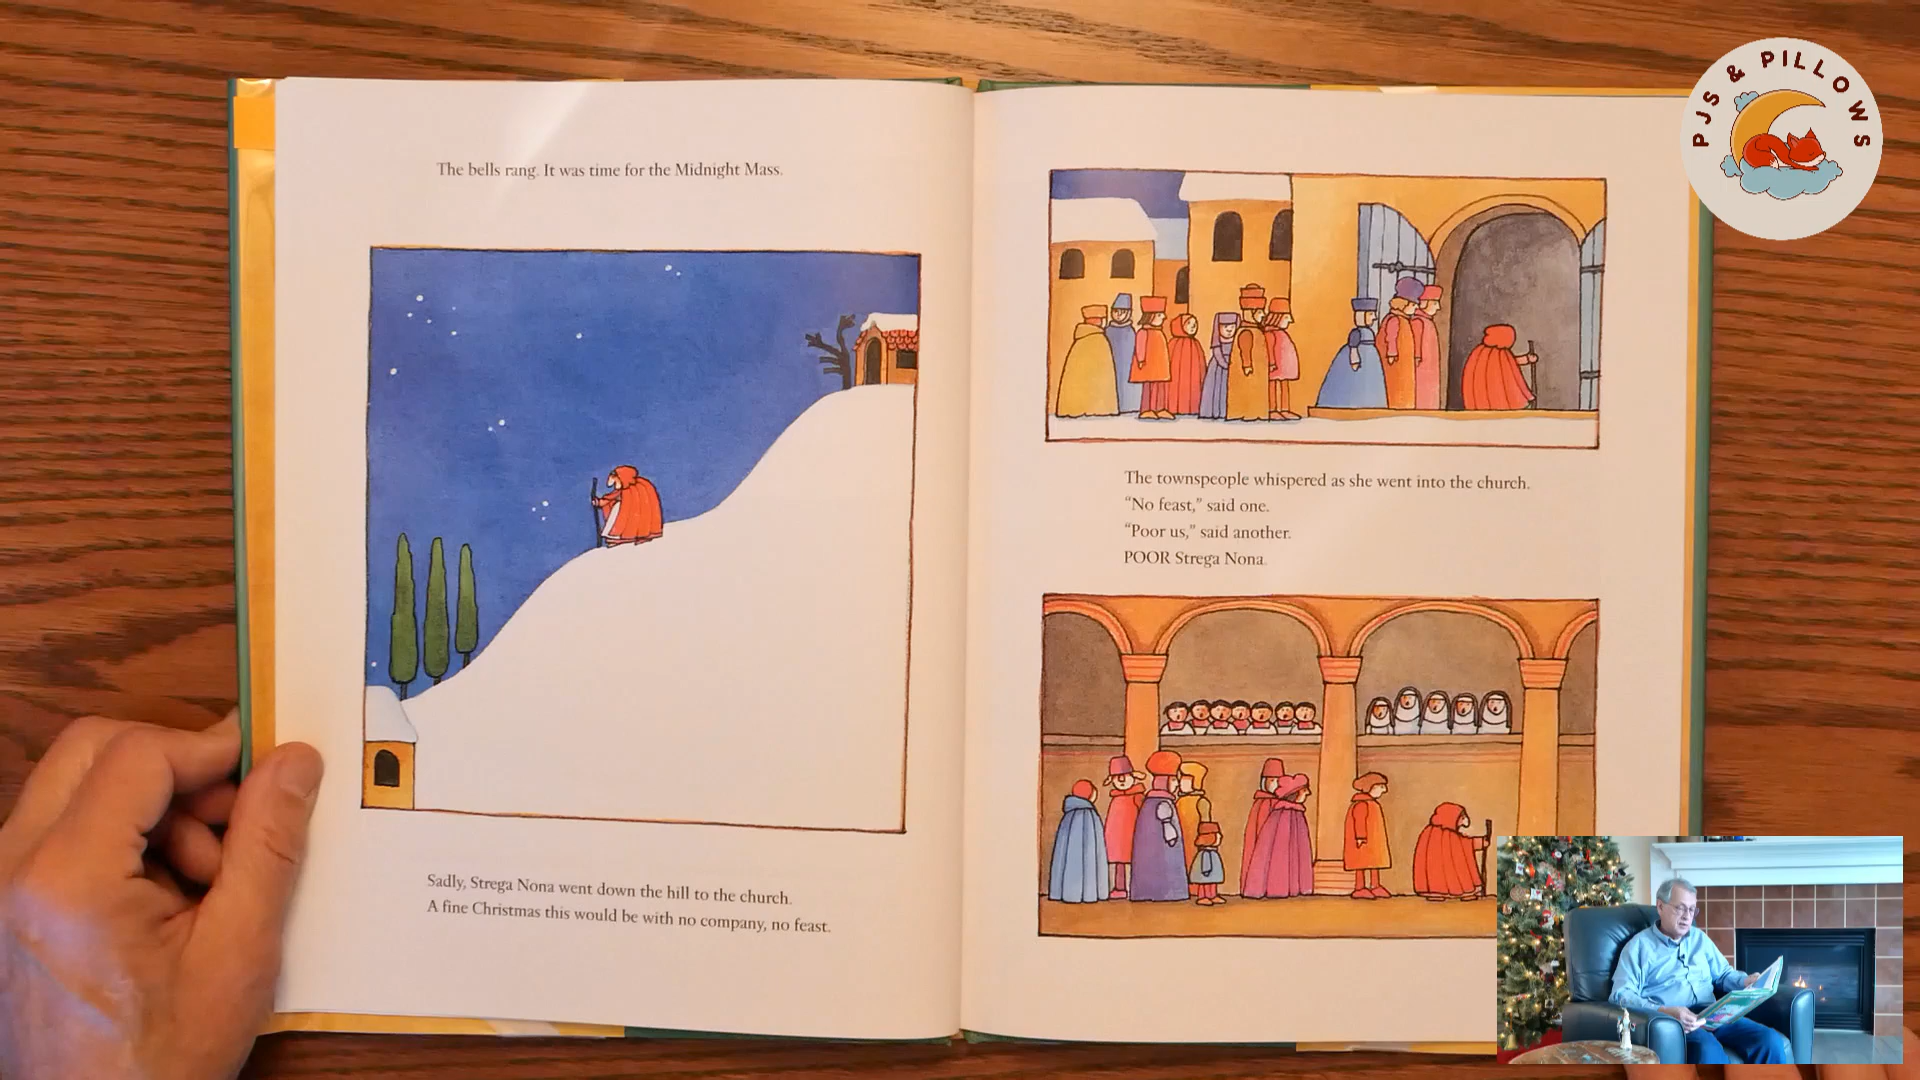 The bells rang. It was time for the Midnight Mass.
Sadly, Strega Nona went down the hill to the church.
A fine Christmas this would be with no company, no feast.
The townspeople whispered as she went into the church.
“No feast,” said one.
“Poor us,” said another.
POOR Strega Nona.
PJS & PILLOWS